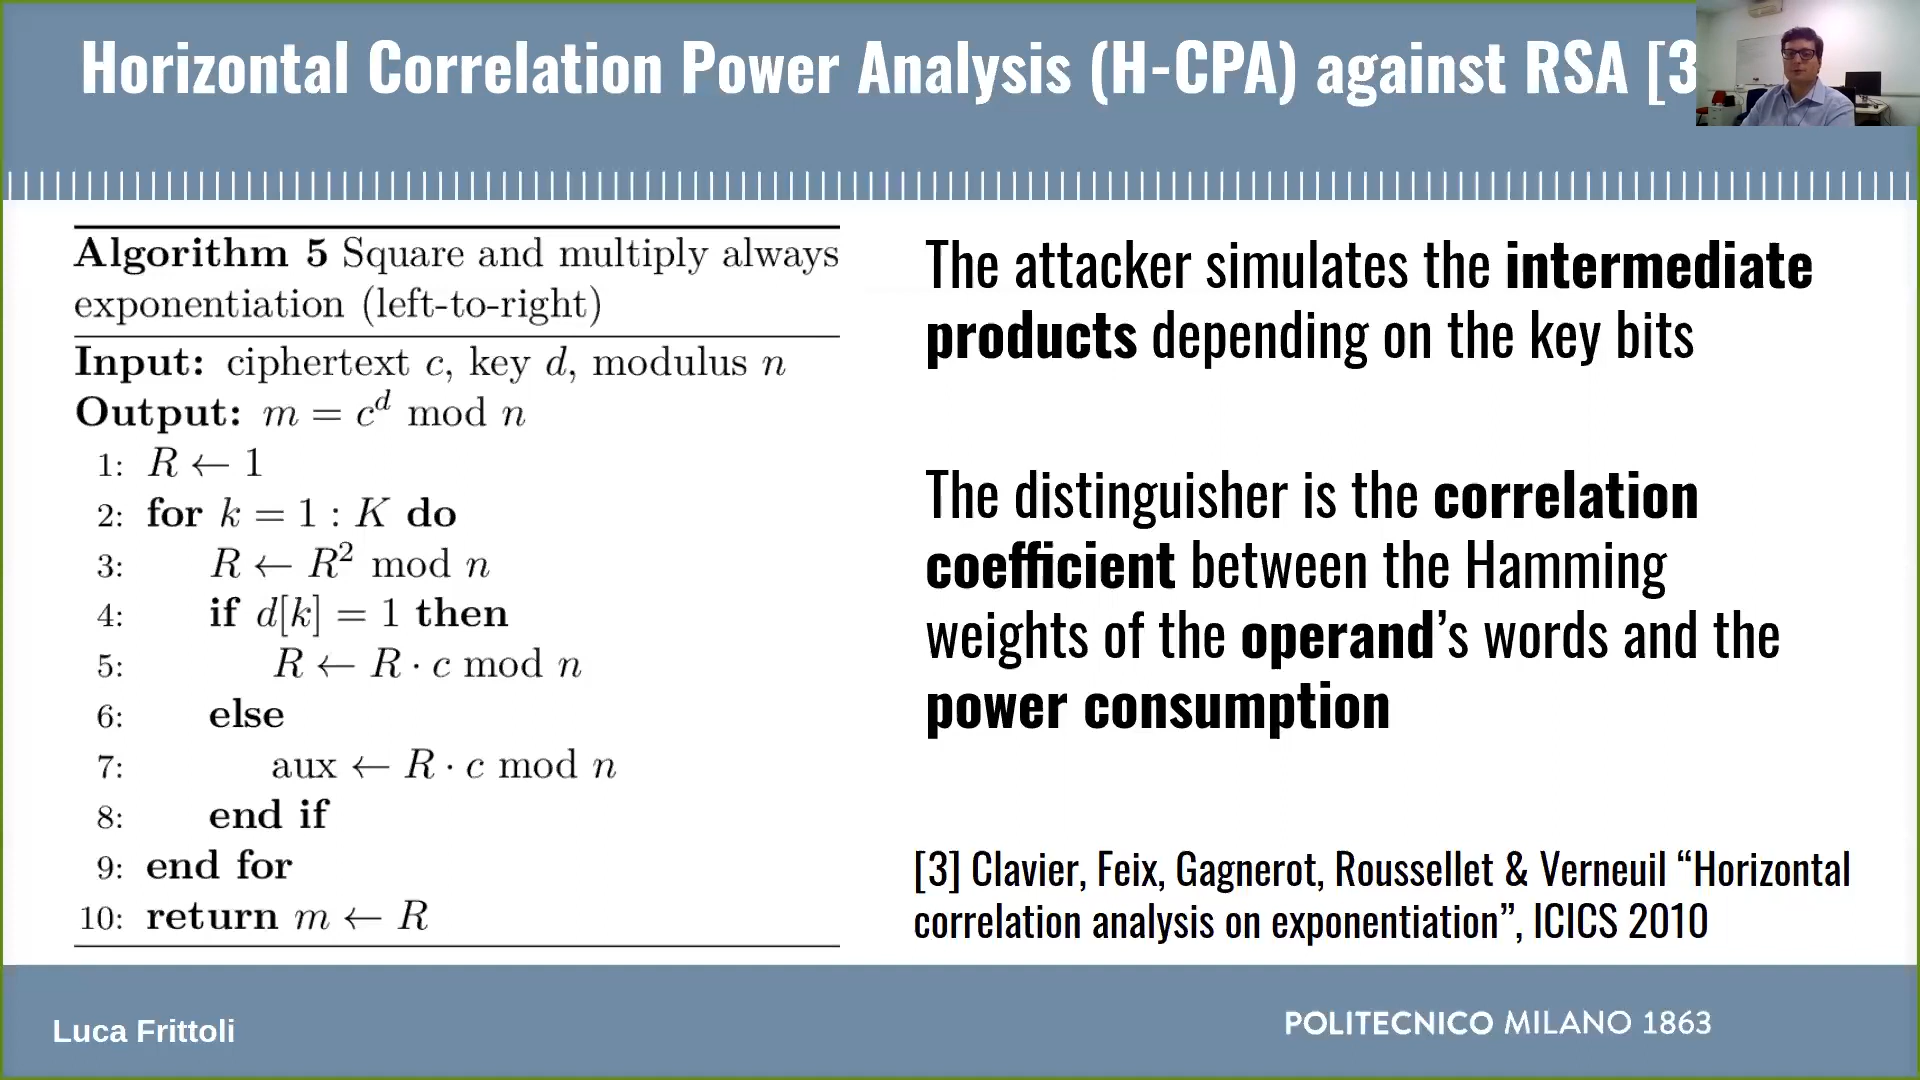 Horizontal Correlation Power Analysis (H-CPA) against RSA [3
Algorithm 5 Square and multiply always
exponentiation (left-to-right)
Input: ciphertext c, key d, modulus n
Output: m = c^d mod n
1: R ← 1
2: for k = 1 : K do
3: R ← R² mod n
4: if d[k] = 1 then
5: R ← R · c mod n
6: else
7: aux ← R · c mod n
8: end if
9: end for
10: return m ← R
The attacker simulates the intermediate
products depending on the key bits
The distinguisher is the correlation
coefficient between the Hamming
weights of the operand’s words and the
power consumption
[3] Clavier, Feix, Gagnerot, Roussellet & Verneuil “Horizontal
correlation analysis on exponentiation”, ICICS 2010
Luca Frittoli
POLITECNICO MILANO 1863